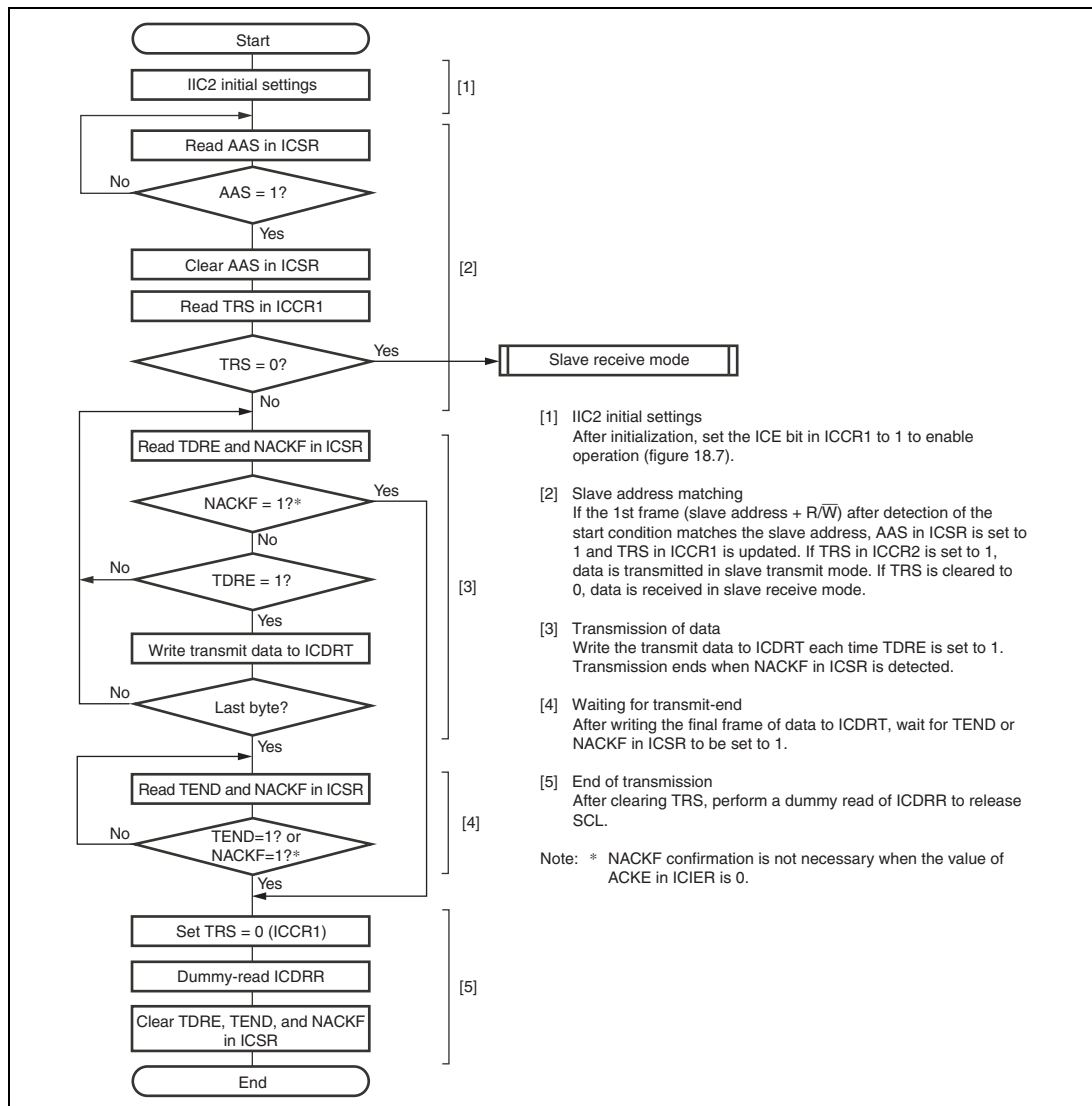 Start
IIC2 initial settings
[1]
Read AAS in ICSR
No
AAS = 1?
Yes
Clear AAS in ICSR
[2]
Read TRS in ICCR1
TRS = 0?
Yes
Slave receive mode
No
Read TDRE and NACKF in ICSR
NACKF = 1?*
Yes
No
No
TDRE = 1?
[3]
Yes
Write transmit data to ICDRT
No
Last byte?
Yes
Read TEND and NACKF in ICSR
No
TEND=1? or
NACKF=1?*
[4]
Yes
Set TRS = 0 (ICCR1)
Dummy-read ICDRR
[5]
Clear TDRE, TEND, and NACKF
in ICSR
End
[1] IIC2 initial settings
After initialization, set the ICE bit in ICCR1 to 1 to enable
operation (figure 18.7).
[2] Slave address matching
If the 1st frame (slave address + R/W̅) after detection of the
start condition matches the slave address, AAS in ICSR is set to
1 and TRS in ICCR1 is updated. If TRS in ICCR2 is set to 1,
data is transmitted in slave transmit mode. If TRS is cleared to
0, data is received in slave receive mode.
[3] Transmission of data
Write the transmit data to ICDRT each time TDRE is set to 1.
Transmission ends when NACKF in ICSR is detected.
[4] Waiting for transmit-end
After writing the final frame of data to ICDRT, wait for TEND or
NACKF in ICSR to be set to 1.
[5] End of transmission
After clearing TRS, perform a dummy read of ICDRR to release
SCL.
Note: * NACKF confirmation is not necessary when the value of
ACKE in ICIER is 0.